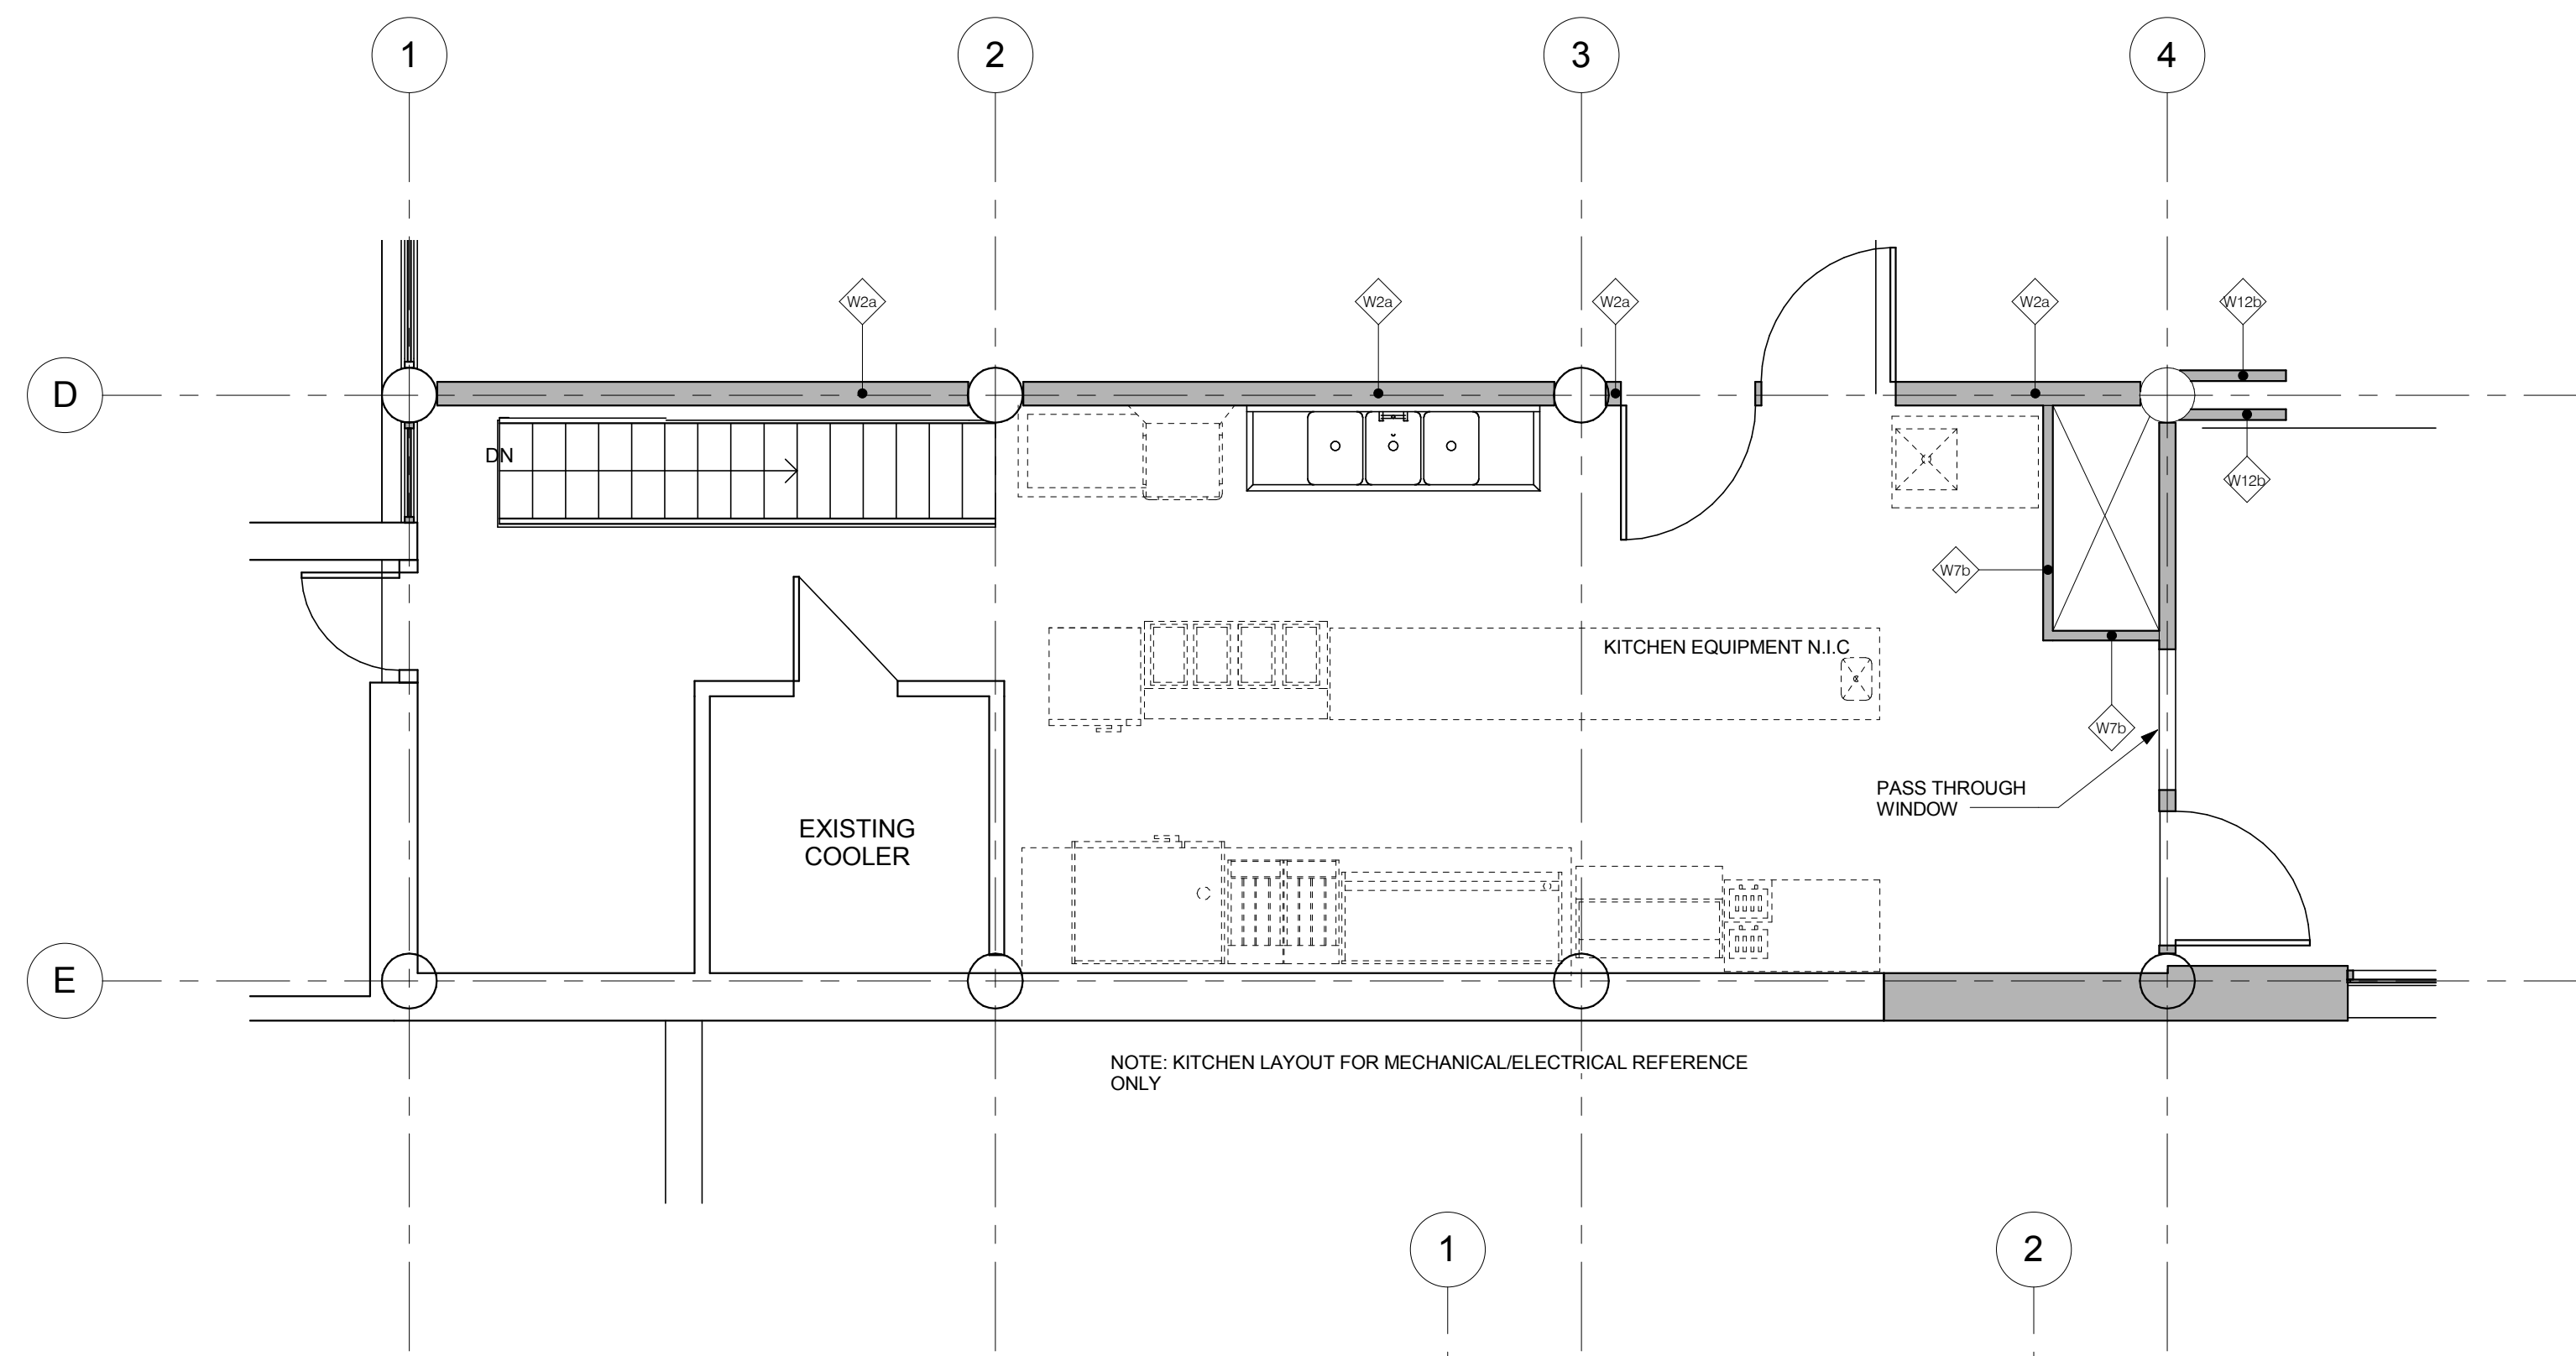 1
2
3
4
W2a
W2a
W2a
W2a
W12b
D
DN
W12b
W7b
KITCHEN EQUIPMENT N.I.C
W7b
PASS THROUGH
WINDOW
EXISTING
COOLER
E
NOTE: KITCHEN LAYOUT FOR MECHANICAL/ELECTRICAL REFERENCE
ONLY
1
2